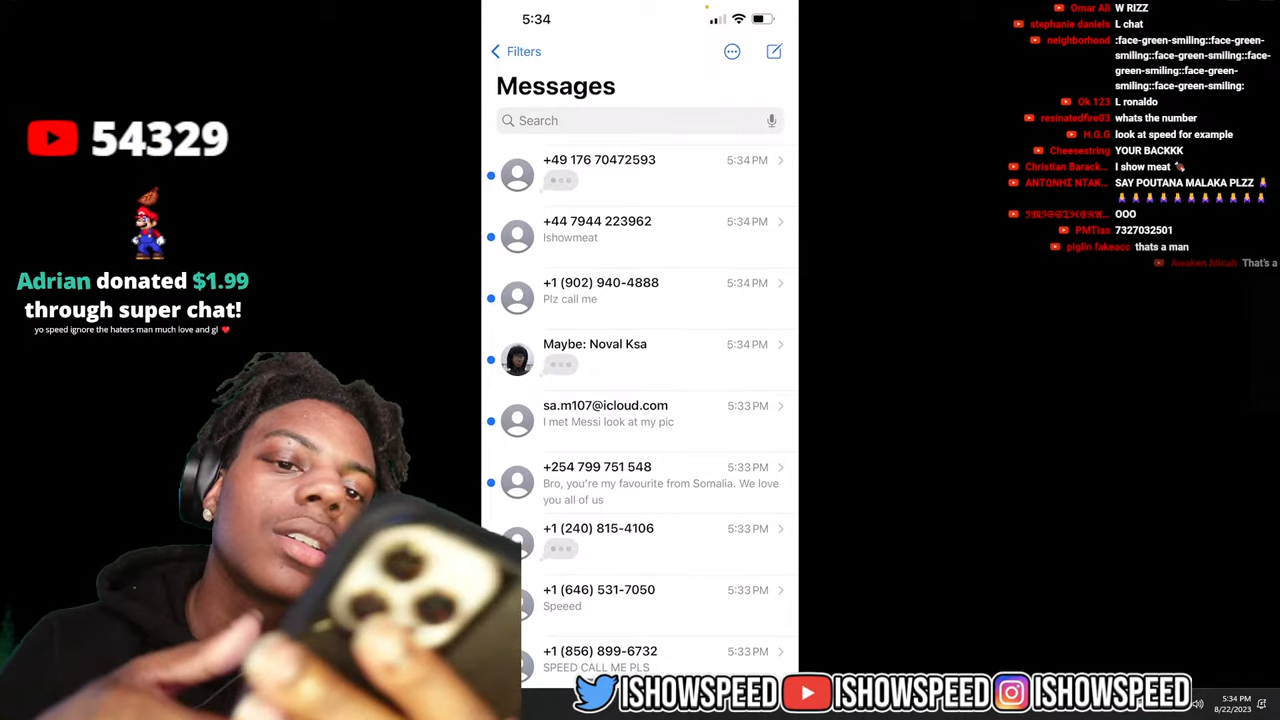 54329
Adrian donated $1.99
through super chat!
yo speed ignore the haters man much love and gl ❤️
5:34
Filters
Messages
Search
+49 176 70472593 5:34 PM
+44 7944 223962 5:34 PM
Ishowmeat
+1 (902) 940-4888 5:34 PM
Plz call me
Maybe: Noval Ksa 5:34 PM
sa.m107@icloud.com 5:33 PM
I met Messi look at my pic
+254 799 751 548 5:33 PM
Bro, you're my favourite from Somalia. We love
you all of us
+1 (240) 815-4106 5:33 PM
+1 (646) 531-7050 5:33 PM
Speeed
+1 (856) 899-6732 5:33 PM
SPEED CALL ME PLS
Omar Ali W RIZZ
stephanie daniels L chat
neighborhood :face-green-smiling::face-green-
smiling::face-green-smiling::face-
green-smiling::face-green-
smiling::face-green-smiling:
Ok 123 L ronaldo
resinatedfire03 whats the number
H.G.G look at speed for example
Cheesestring YOUR BACKKK
Christian Barack... I show meat 🍖
ΑΝΤΩΝΗΣ ΝΤΑΚ... SAY POUTANA MALAKA PLZZ
OOO
PMTlas 7327032501
piglin fakeacc thats a man
Awaken Micah That's a
ISHOWSPEED ISHOWSPEED ISHOWSPEED
5:34 PM
8/22/2023